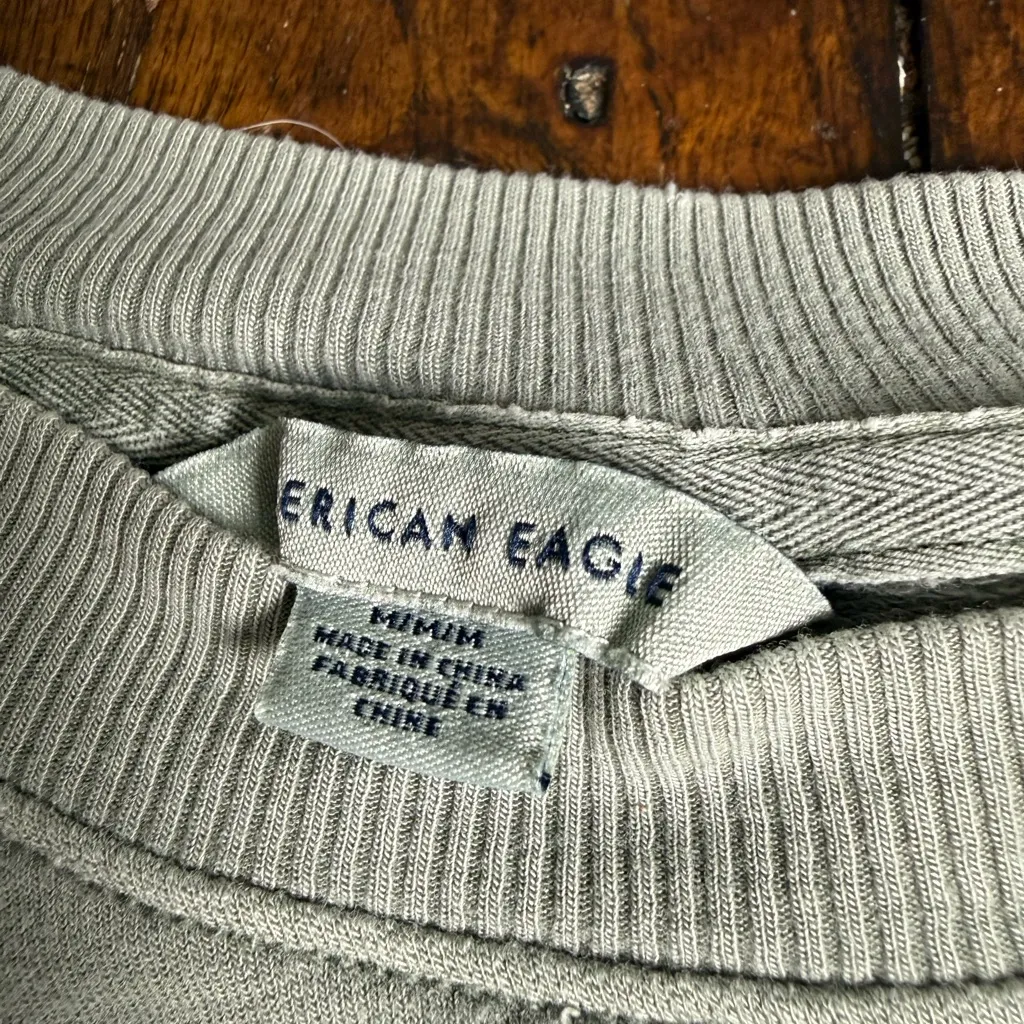 ERICAN EAGLE
M/M/M
MADE IN CHINA
FABRIQUÉ EN
CHINE